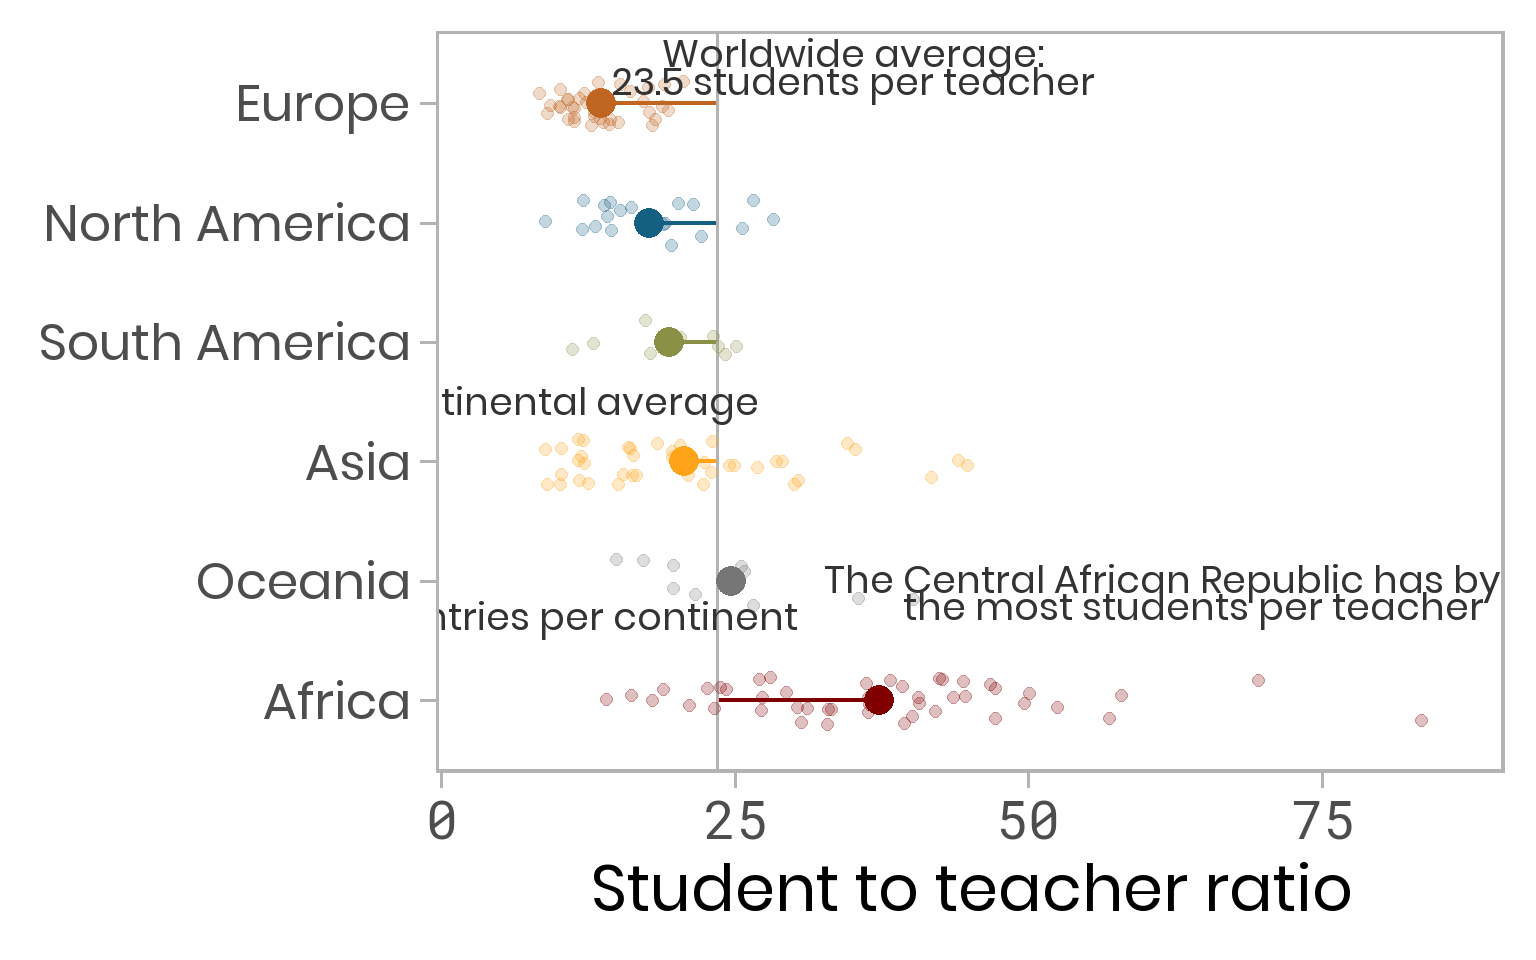 Worldwide average:
23.5 students per teacher
Europe
North America
South America
tinental average
Asia
Oceania
The Central African Republic has by
the most students per teacher
ntries per continent
Africa
0 25 50 75
Student to teacher ratio